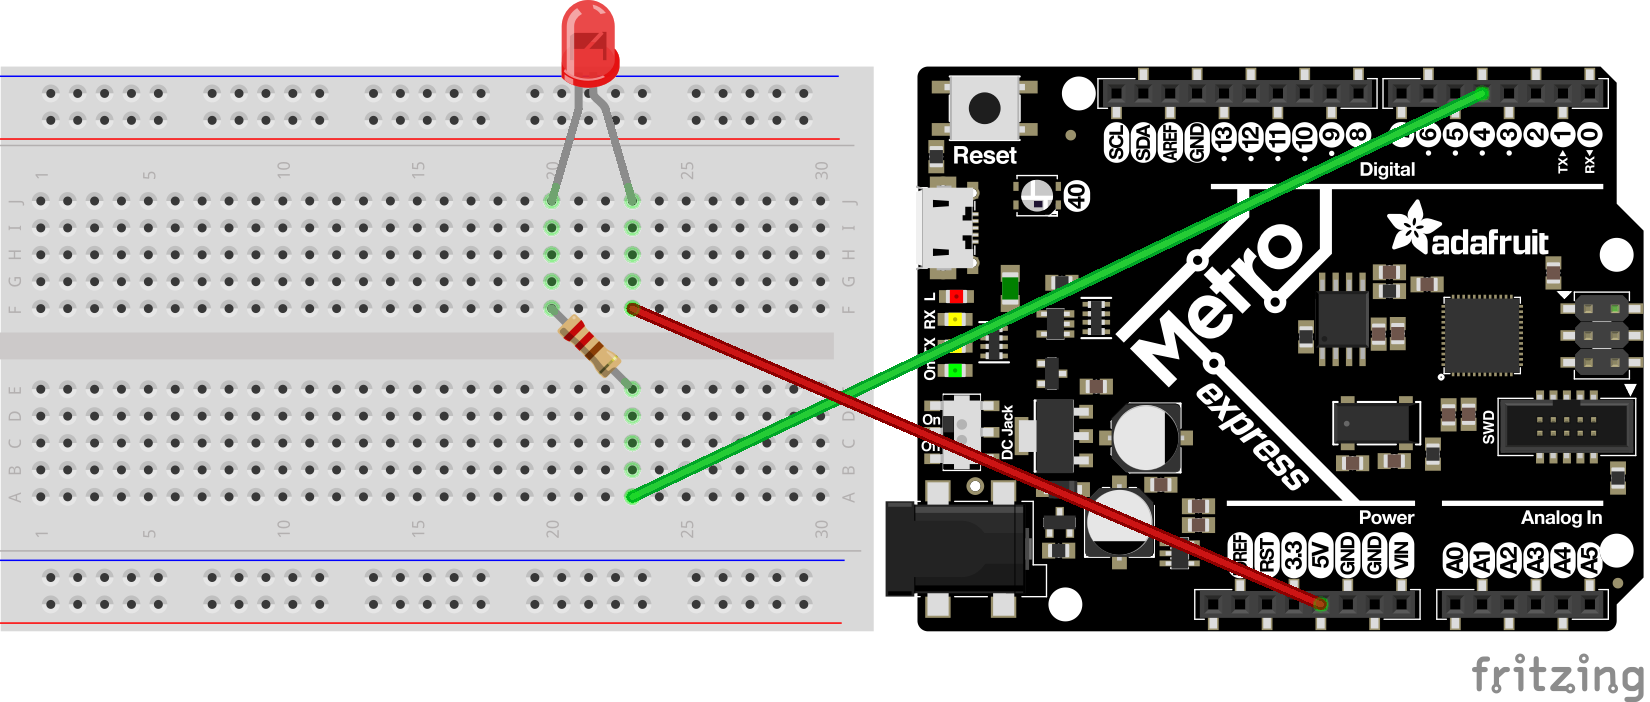 1 5 10 15 20 25 30
J J
I I
H H
G G
F F
E E
D D
C C
B B
A A
1 5 10 15 20 25 30
Reset
SCL SDA AREF GND 13 12 11 10 9 8 6 5 4 3 2 1 0
TX RX
Digital
40
Metro
express
adafruit
L
RX
TX
On
On
DC Jack
SWD
Power
Analog In
RST 3.3 5V GND GND VIN A0 A1 A2 A3 A4 A5
fritzing